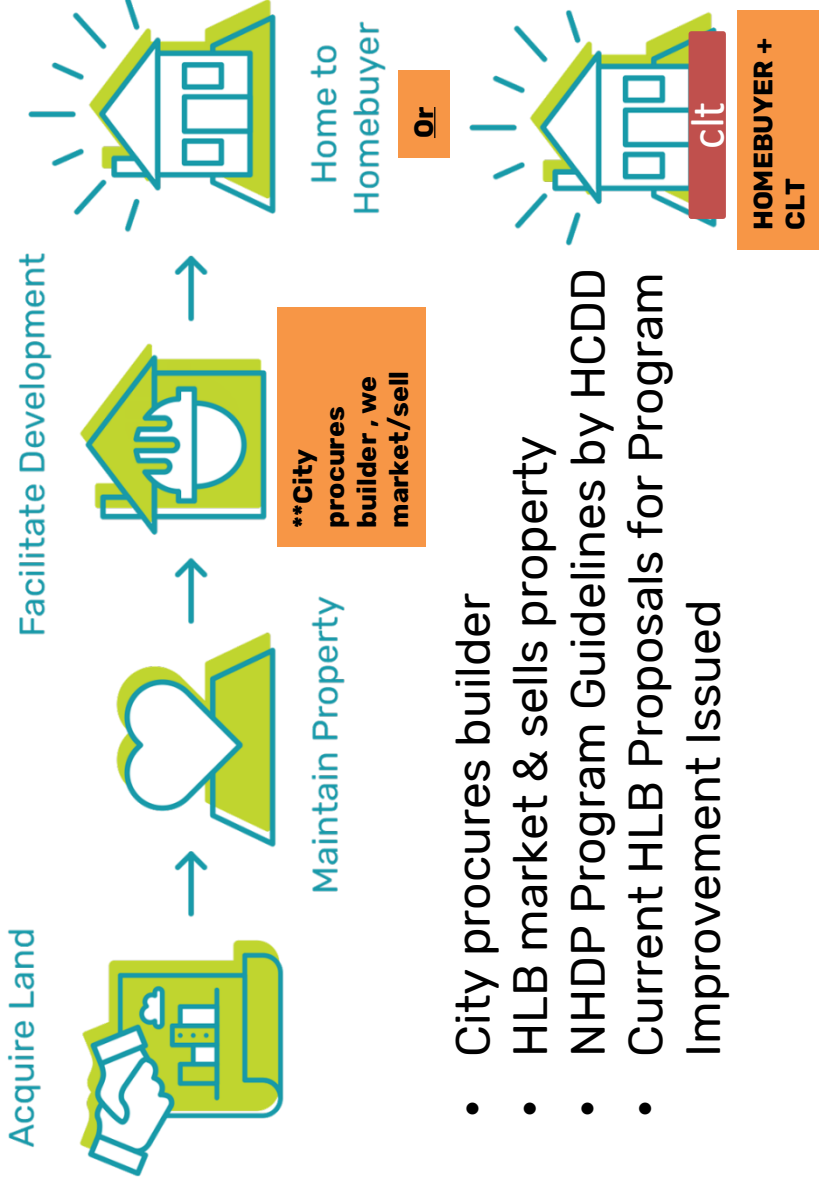 Acquire Land
Maintain Property
Facilitate Development
**City
procures
builder , we
market/sell
Home to
Homebuyer
Or
clt
HOMEBUYER +
CLT
• City procures builder
• HLB market & sells property
• NHDP Program Guidelines by HCDD
• Current HLB Proposals for Program
Improvement Issued